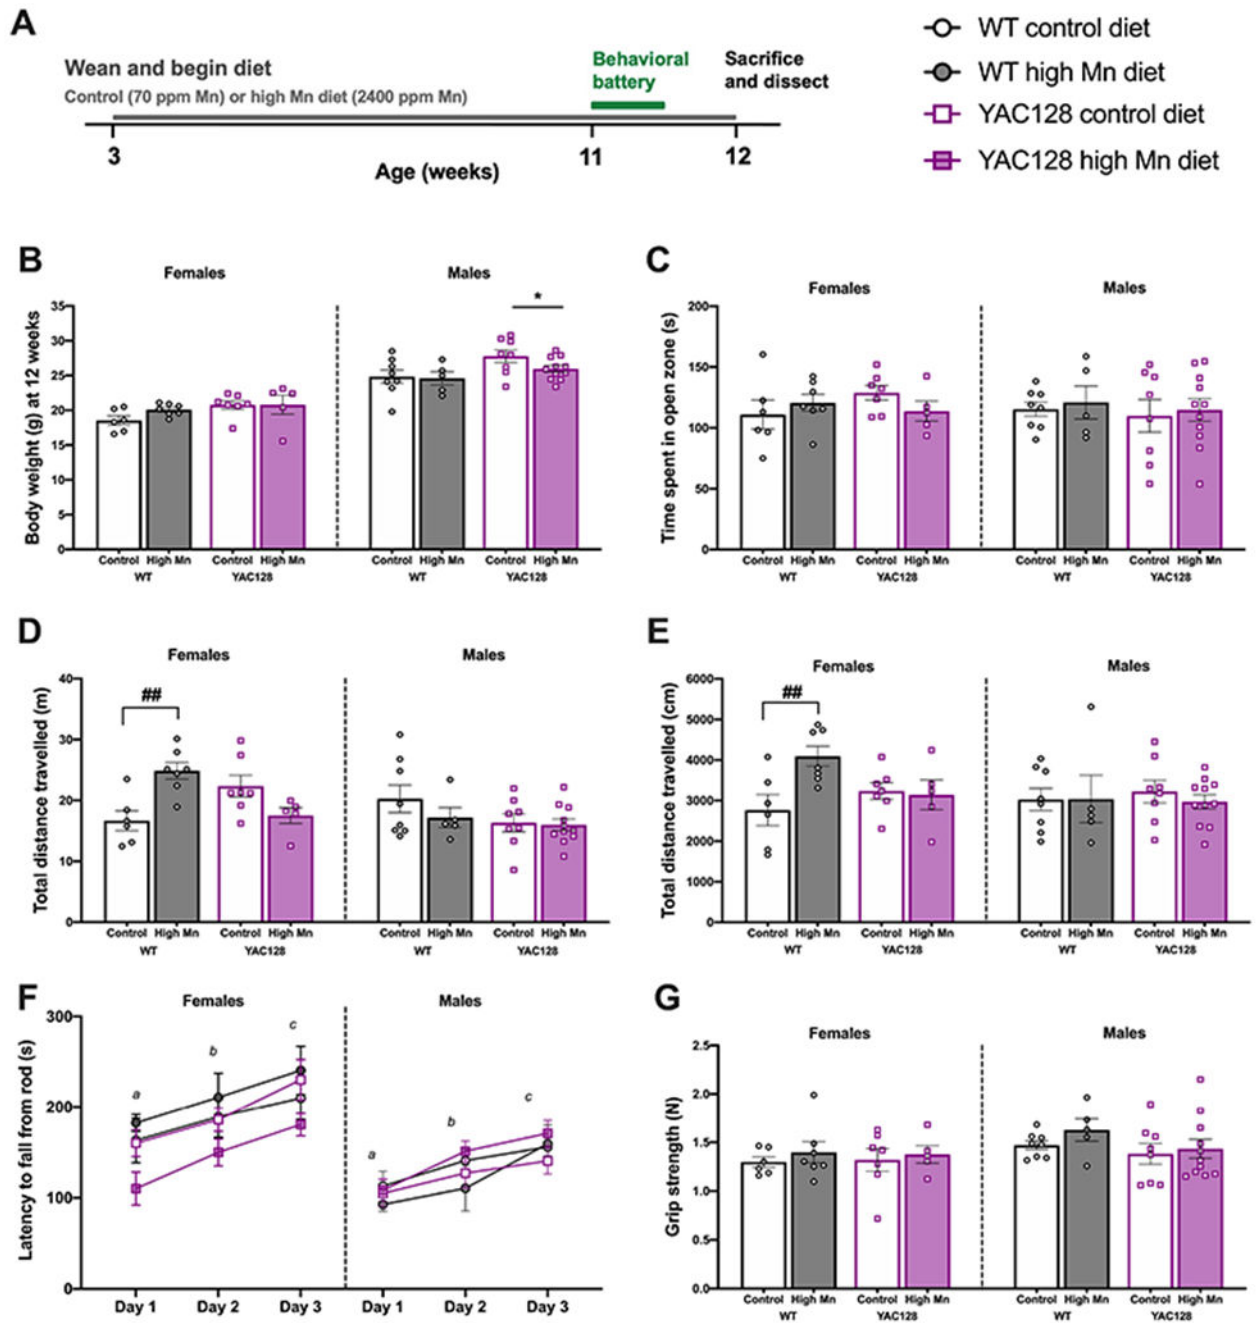 A
Wean and begin diet
Control (70 ppm Mn) or high Mn diet (2400 ppm Mn)
Behavioral
battery
Sacrifice
and dissect
3
11
12
Age (weeks)
WT control diet
WT high Mn diet
YAC128 control diet
YAC128 high Mn diet
B
Females
Males
Body weight (g) at 12 weeks
35
30
25
20
15
10
5
0
*
Control High Mn Control High Mn Control High Mn Control High Mn
WT YAC128 WT YAC128
C
Females
Males
Time spent in open zone (s)
200
150
100
50
0
Control High Mn Control High Mn Control High Mn Control High Mn
WT YAC128 WT YAC128
D
Females
Males
Total distance travelled (m)
40
30
20
10
0
##
Control High Mn Control High Mn Control High Mn Control High Mn
WT YAC128 WT YAC128
E
Females
Males
Total distance travelled (cm)
6000
5000
4000
3000
2000
1000
0
##
Control High Mn Control High Mn Control High Mn Control High Mn
WT YAC128 WT YAC128
F
Females
Males
Latency to fall from rod (s)
300
200
100
0
a
b
c
a
b
c
Day 1 Day 2 Day 3 Day 1 Day 2 Day 3
G
Females
Males
Grip strength (N)
2.5
2.0
1.5
1.0
0.5
0.0
Control High Mn Control High Mn Control High Mn Control High Mn
WT YAC128 WT YAC128